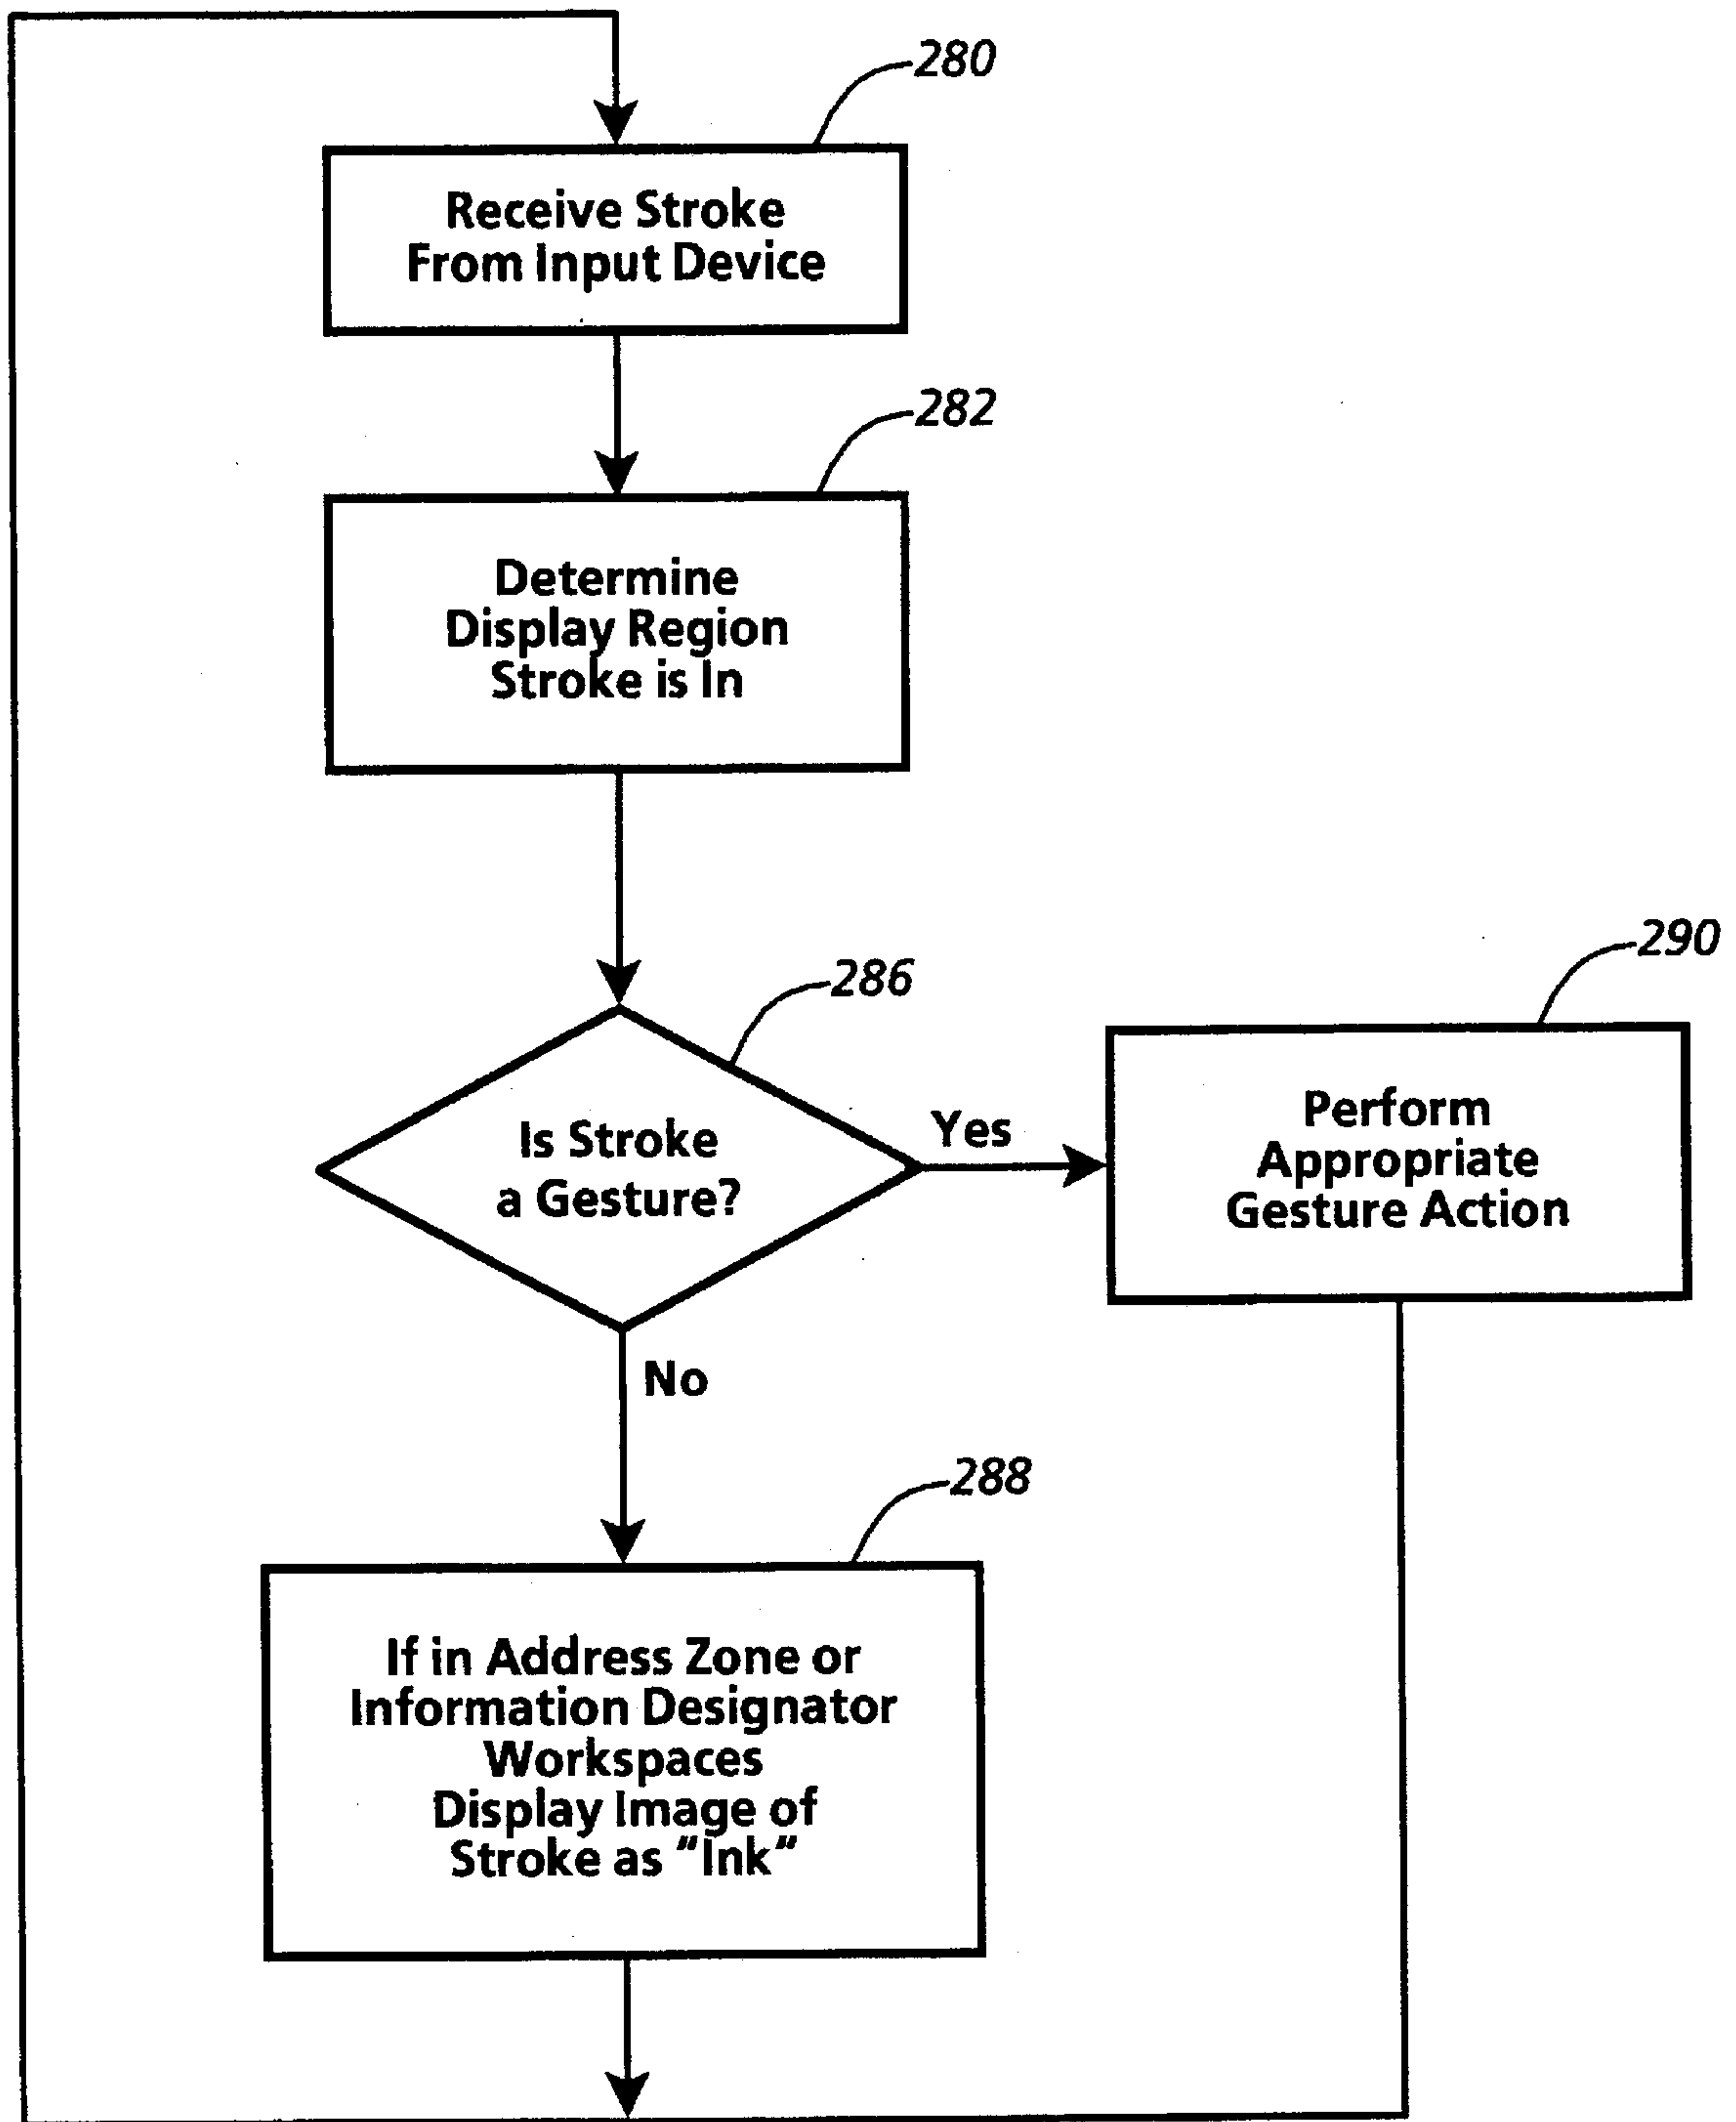 280
Receive Stroke
From Input Device
282
Determine
Display Region
Stroke is In
286
Is Stroke
a Gesture?
Yes
290
Perform
Appropriate
Gesture Action
No
288
If in Address Zone or
Information Designator
Workspaces
Display Image of
Stroke as "Ink"